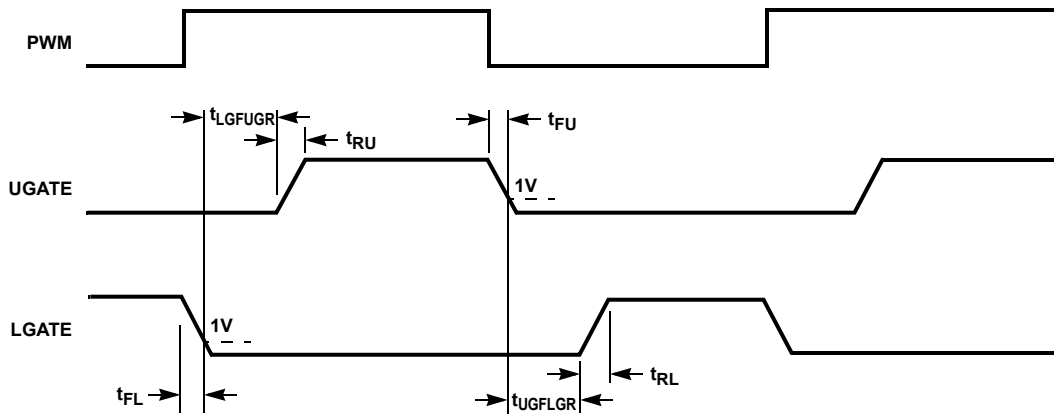 PWM
tLGFUGR
tRU
tFU
UGATE
1V
LGATE
1V
tFL
tUGFLGR
tRL